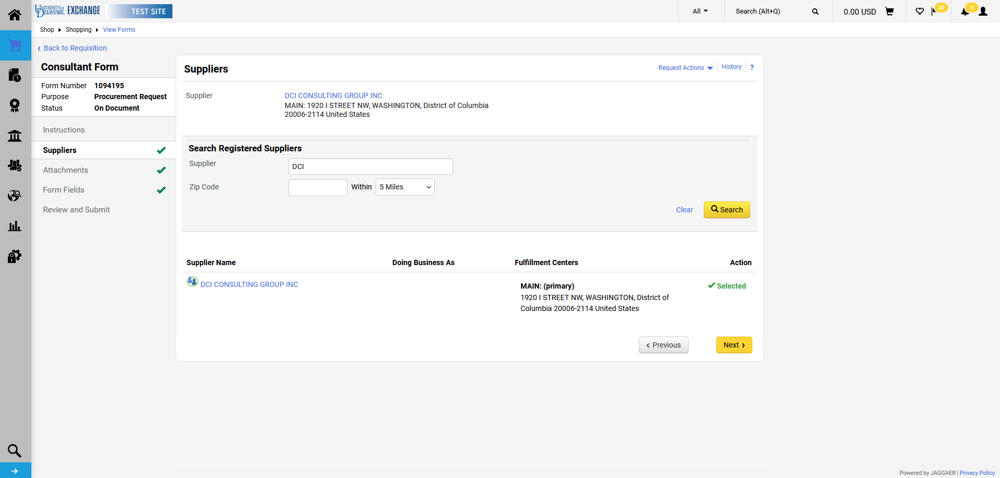 UNIVERSITY OF DELAWARE EXCHANGE TEST SITE
All Search (Alt+Q) 0.00 USD 22 3
Shop Shopping View Forms
‹ Back to Requisition
Consultant Form
Form Number 1094195
Purpose Procurement Request
Status On Document
Instructions
Suppliers
Attachments
Form Fields
Review and Submit
Suppliers
Request Actions History ?
Supplier DCI CONSULTING GROUP INC
MAIN: 1920 I STREET NW, WASHINGTON, District of Columbia
20006-2114 United States
Search Registered Suppliers
Supplier DCI
Zip Code Within 5 Miles
Clear Search
Supplier Name Doing Business As Fulfillment Centers Action
DCI CONSULTING GROUP INC
MAIN: (primary) Selected
1920 I STREET NW, WASHINGTON, District of
Columbia 20006-2114 United States
‹ Previous Next ›
Powered by JAGGAER | Privacy Policy